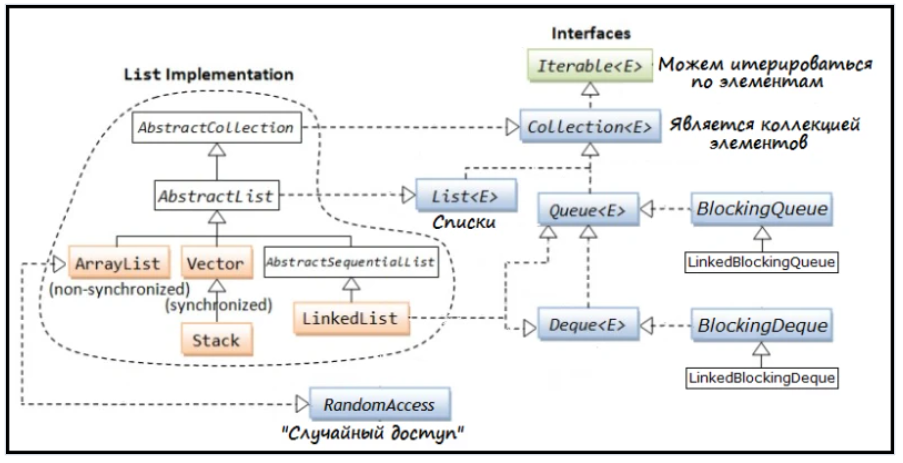 Interfaces
List Implementation
Iterable<E>
Можем итерироваться
по элементам
AbstractCollection
Collection<E>
Является коллекцией
элементов
AbstractList
List<E>
Списки
Queue<E>
BlockingQueue
LinkedBlockingQueue
ArrayList
(non-synchronized)
Vector
(synchronized)
AbstractSequentialList
Stack
LinkedList
Deque<E>
BlockingDeque
LinkedBlockingDeque
RandomAccess
"Случайный доступ"